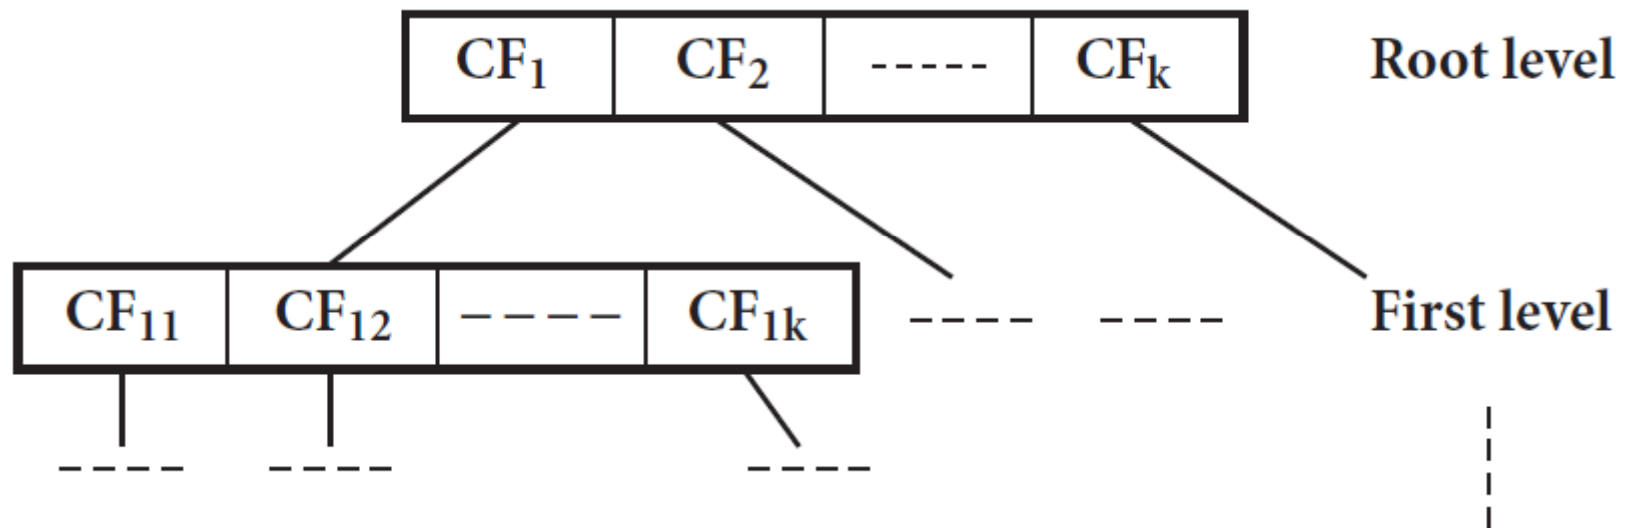 CF₁ CF₂ ----- CFₖ Root level
CF₁₁ CF₁₂ ---- CF₁ₖ ---- ---- First level
---- ---- ----